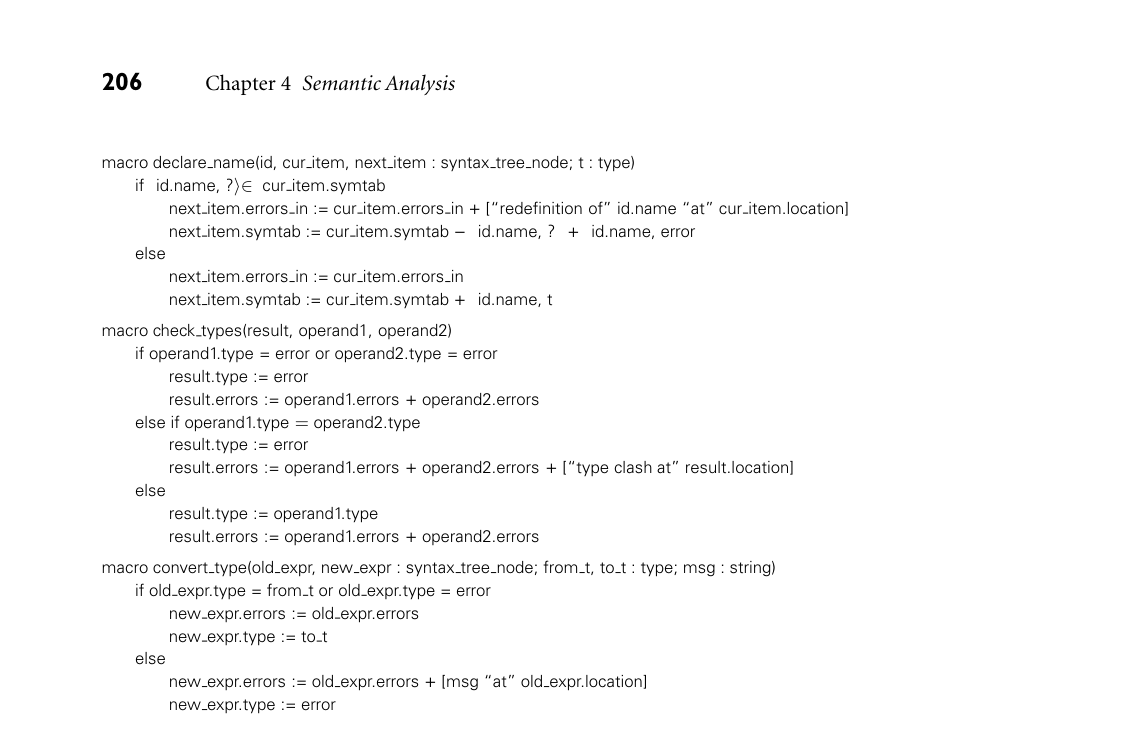 206 Chapter 4 Semantic Analysis
macro declare_name(id, cur_item, next_item : syntax_tree_node; t : type)
if id.name, ?⟩∈ cur_item.symtab
next_item.errors_in := cur_item.errors_in + [“redefinition of” id.name “at” cur_item.location]
next_item.symtab := cur_item.symtab − id.name, ? + id.name, error
else
next_item.errors_in := cur_item.errors_in
next_item.symtab := cur_item.symtab + id.name, t
macro check_types(result, operand1, operand2)
if operand1.type = error or operand2.type = error
result.type := error
result.errors := operand1.errors + operand2.errors
else if operand1.type = operand2.type
result.type := error
result.errors := operand1.errors + operand2.errors + [“type clash at” result.location]
else
result.type := operand1.type
result.errors := operand1.errors + operand2.errors
macro convert_type(old_expr, new_expr : syntax_tree_node; from_t, to_t : type; msg : string)
if old_expr.type = from_t or old_expr.type = error
new_expr.errors := old_expr.errors
new_expr.type := to_t
else
new_expr.errors := old_expr.errors + [msg “at” old_expr.location]
new_expr.type := error